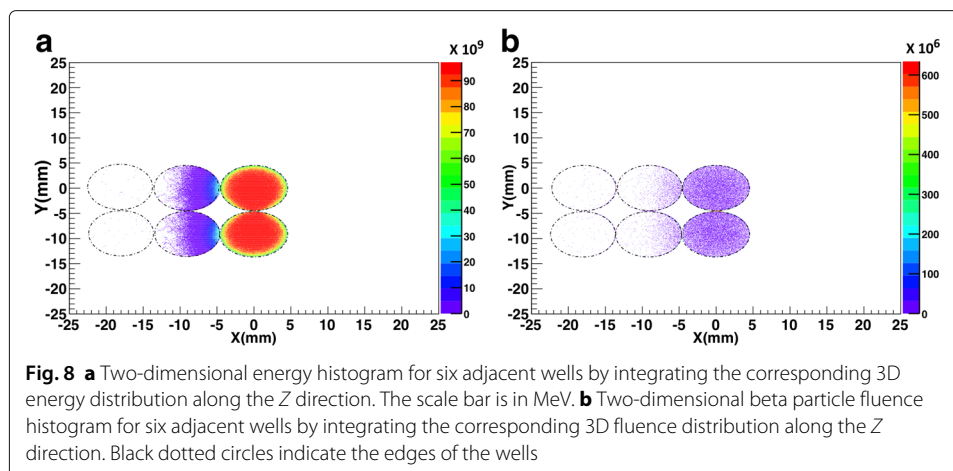 a
X 10⁹
25
20
15
10
5
0
-5
-10
-15
-20
-25
Y(mm)
-25 -20 -15 -10 -5 0 5 10 15 20 25
X(mm)
90
80
70
60
50
40
30
20
10
0
b
X 10⁶
25
20
15
10
5
0
-5
-10
-15
-20
-25
Y(mm)
-25 -20 -15 -10 -5 0 5 10 15 20 25
X(mm)
600
500
400
300
200
100
0
Fig. 8 a Two-dimensional energy histogram for six adjacent wells by integrating the corresponding 3D
energy distribution along the Z direction. The scale bar is in MeV. b Two-dimensional beta particle fluence
histogram for six adjacent wells by integrating the corresponding 3D fluence distribution along the Z
direction. Black dotted circles indicate the edges of the wells